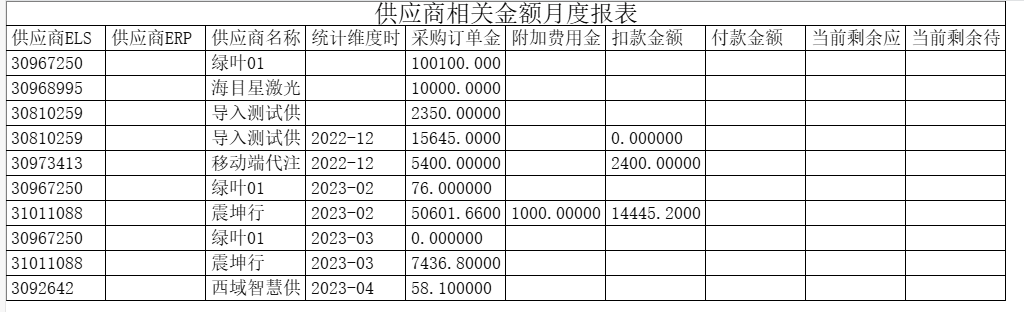 供应商相关金额月度报表
供应商ELS 供应商ERP 供应商名称 统计维度时 采购订单金 附加费用金 扣款金额 付款金额 当前剩余应 当前剩余待
30967250 绿叶01 100100.000
30968995 海目星激光 10000.0000
30810259 导入测试供 2350.00000
30810259 导入测试供 2022-12 15645.0000 0.000000
30973413 移动端代注 2022-12 5400.00000 2400.00000
30967250 绿叶01 2023-02 76.000000
31011088 震坤行 2023-02 50601.6600 1000.00000 14445.2000
30967250 绿叶01 2023-03 0.000000
31011088 震坤行 2023-03 7436.80000
3092642 西域智慧供 2023-04 58.100000